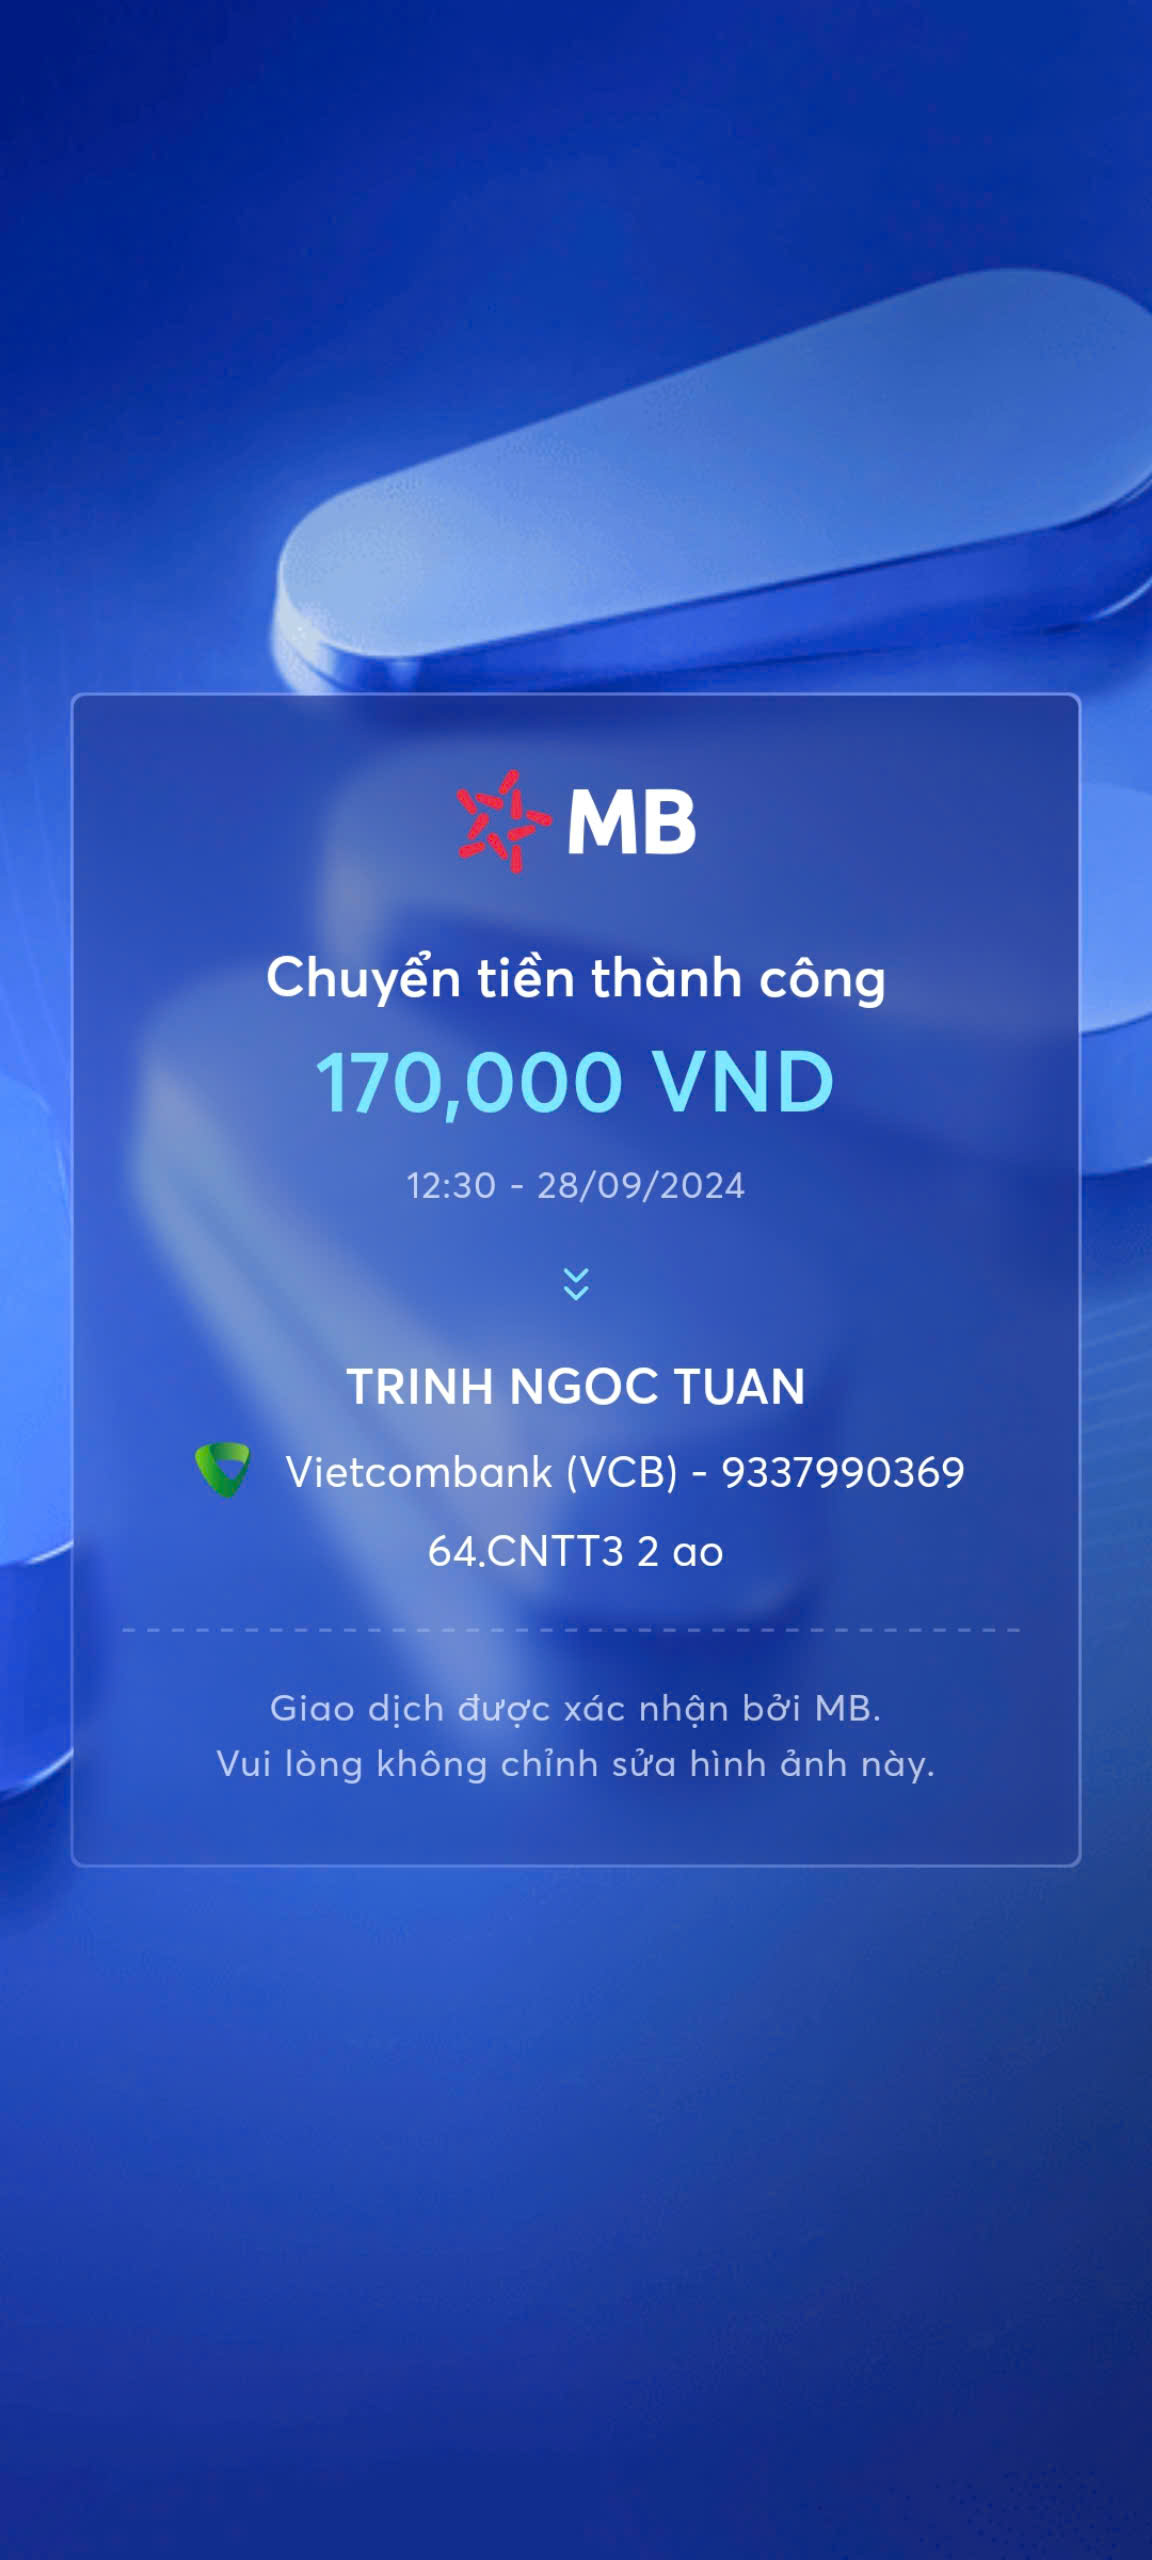 MB
Chuyển tiền thành công
170,000 VND
12:30 - 28/09/2024
TRINH NGOC TUAN
Vietcombank (VCB) - 9337990369
64.CNTT3 2 ao
Giao dịch được xác nhận bởi MB.
Vui lòng không chỉnh sửa hình ảnh này.